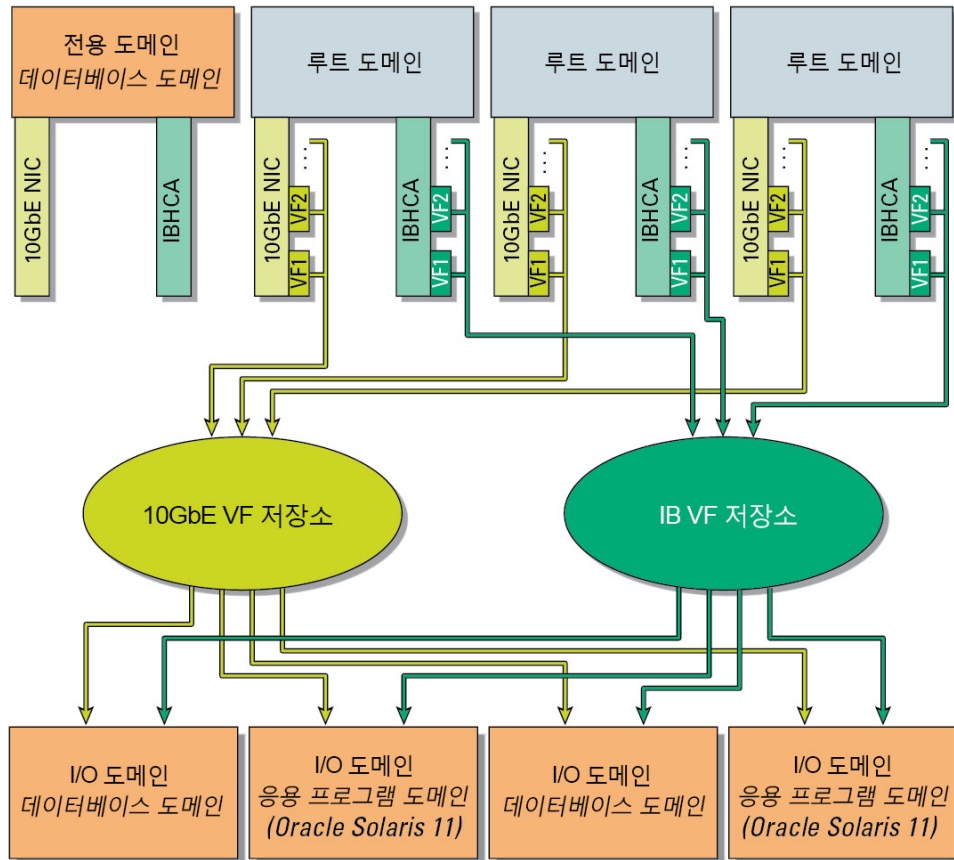 전용 도메인
데이터베이스 도메인
루트 도메인
루트 도메인
루트 도메인
10GbE NIC
IBHCA
10GbE NIC
VF1
VF2
...
IBHCA
VF1
VF2
...
10GbE NIC
VF1
VF2
...
IBHCA
VF1
VF2
...
10GbE NIC
VF1
VF2
...
IBHCA
VF1
VF2
...
10GbE VF 저장소
IB VF 저장소
I/O 도메인
데이터베이스 도메인
I/O 도메인
응용 프로그램 도메인
(Oracle Solaris 11)
I/O 도메인
데이터베이스 도메인
I/O 도메인
응용 프로그램 도메인
(Oracle Solaris 11)